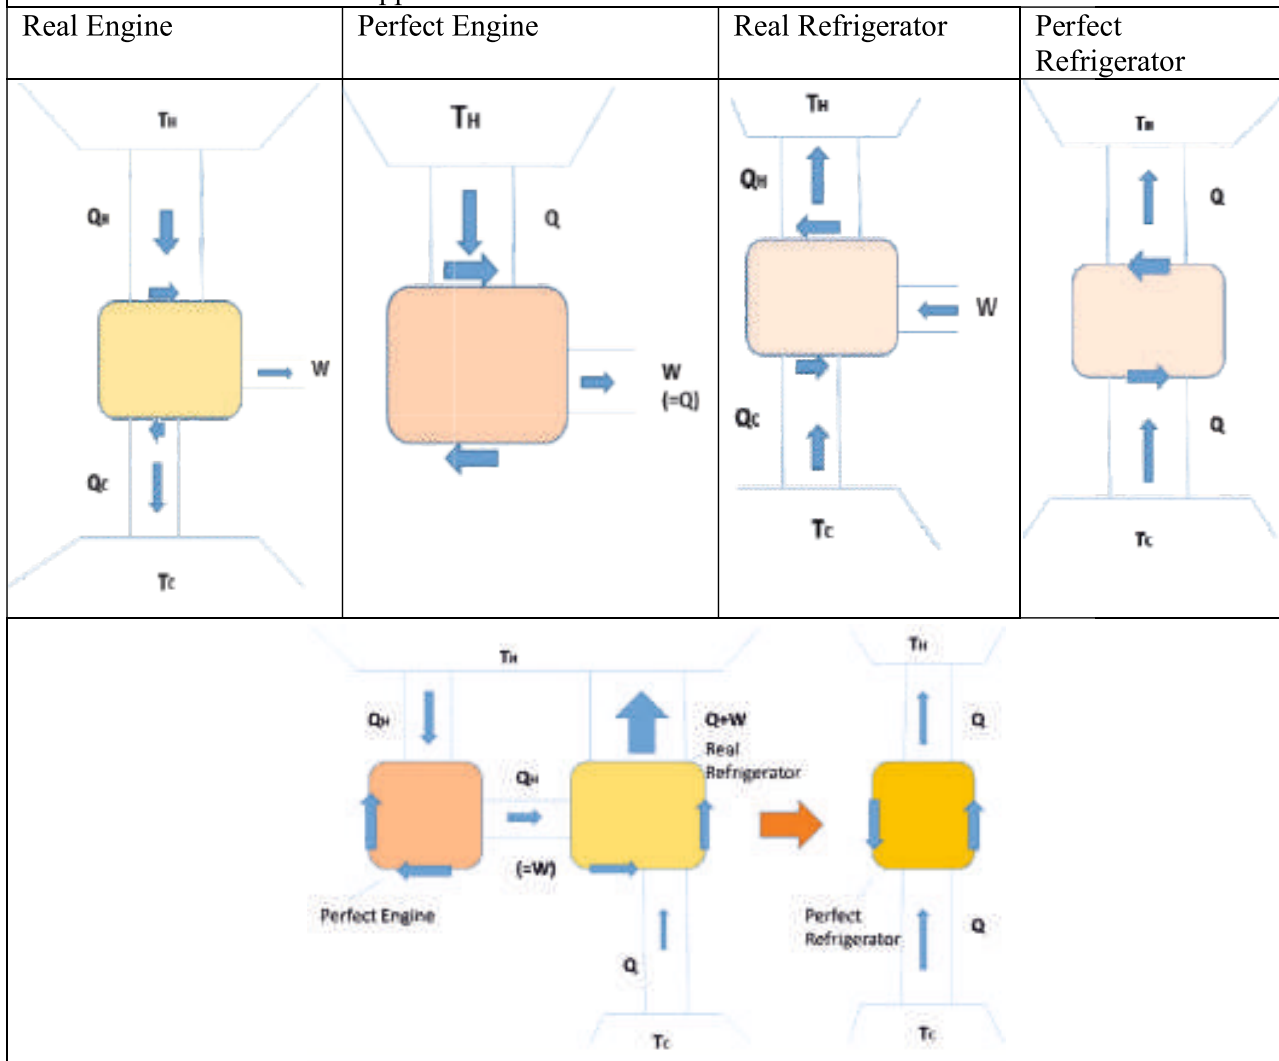 Real Engine
Perfect Engine
Real Refrigerator
Perfect
Refrigerator
TH
QH
W
QC
TC
TH
Q
W
(=Q)
TH
QH
W
QC
TC
TH
Q
Q
TC
TH
QH
QH
(=W)
Perfect Engine
Q+W
Real
Refrigerator
Q
TC
TH
Q
Perfect
Refrigerator
Q
TC